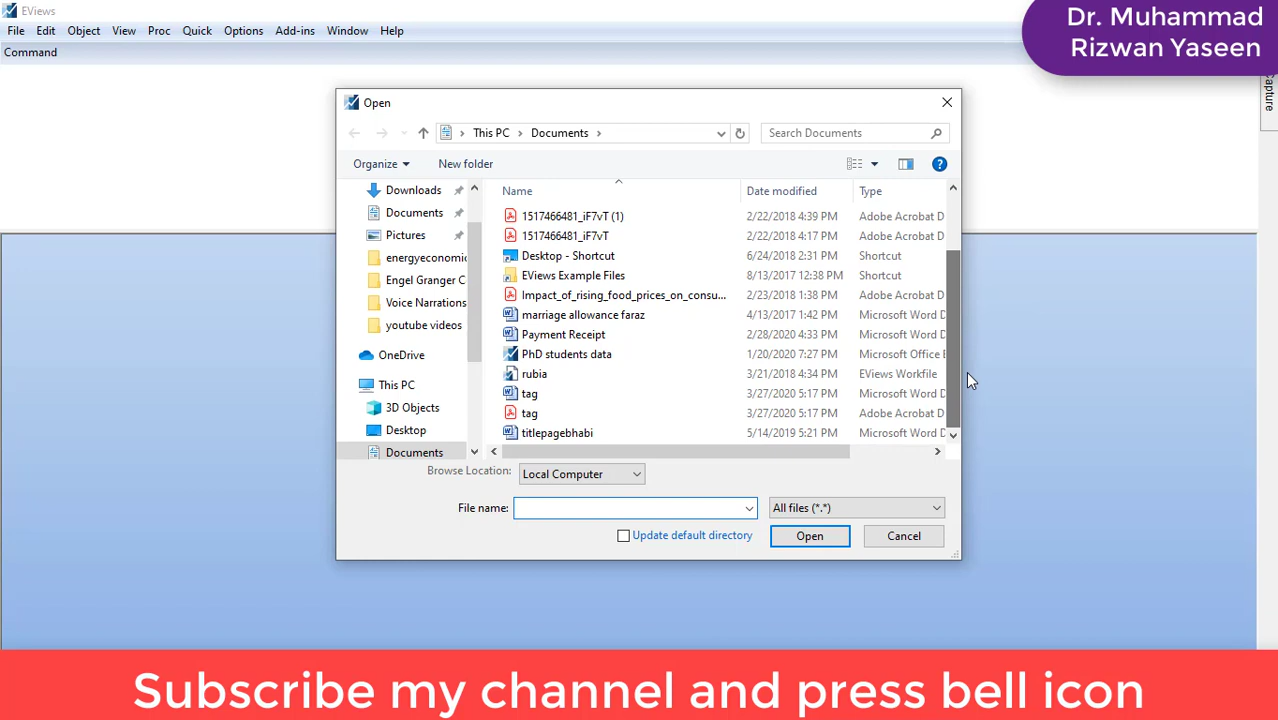 EViews
Dr. Muhammad
Rizwan Yaseen
File Edit Object View Proc Quick Options Add-ins Window Help
Command
Capture
Open
This PC > Documents >
Search Documents
Organize
New folder
Downloads
Documents
Pictures
energyeconomic
Engel Granger C
Voice Narrations
youtube videos
OneDrive
This PC
3D Objects
Desktop
Documents
Name Date modified Type
1517466481_iF7vT (1) 2/22/2018 4:39 PM Adobe Acrobat D
1517466481_iF7vT 2/22/2018 4:17 PM Adobe Acrobat D
Desktop - Shortcut 6/24/2018 2:31 PM Shortcut
EViews Example Files 8/13/2017 12:38 PM Shortcut
Impact_of_rising_food_prices_on_consu... 2/23/2018 1:38 PM Adobe Acrobat D
marriage allowance faraz 4/13/2017 1:42 PM Microsoft Word D
Payment Receipt 2/28/2020 4:33 PM Microsoft Word D
PhD students data 1/20/2020 7:27 PM Microsoft Office E
rubia 3/21/2018 4:34 PM EViews Workfile
tag 3/27/2020 5:17 PM Microsoft Word D
tag 3/27/2020 5:17 PM Adobe Acrobat D
titlepagebhabi 5/14/2019 5:21 PM Microsoft Word D
Browse Location: Local Computer
File name: All files (*.*)
Update default directory
Open
Cancel
Subscribe my channel and press bell icon